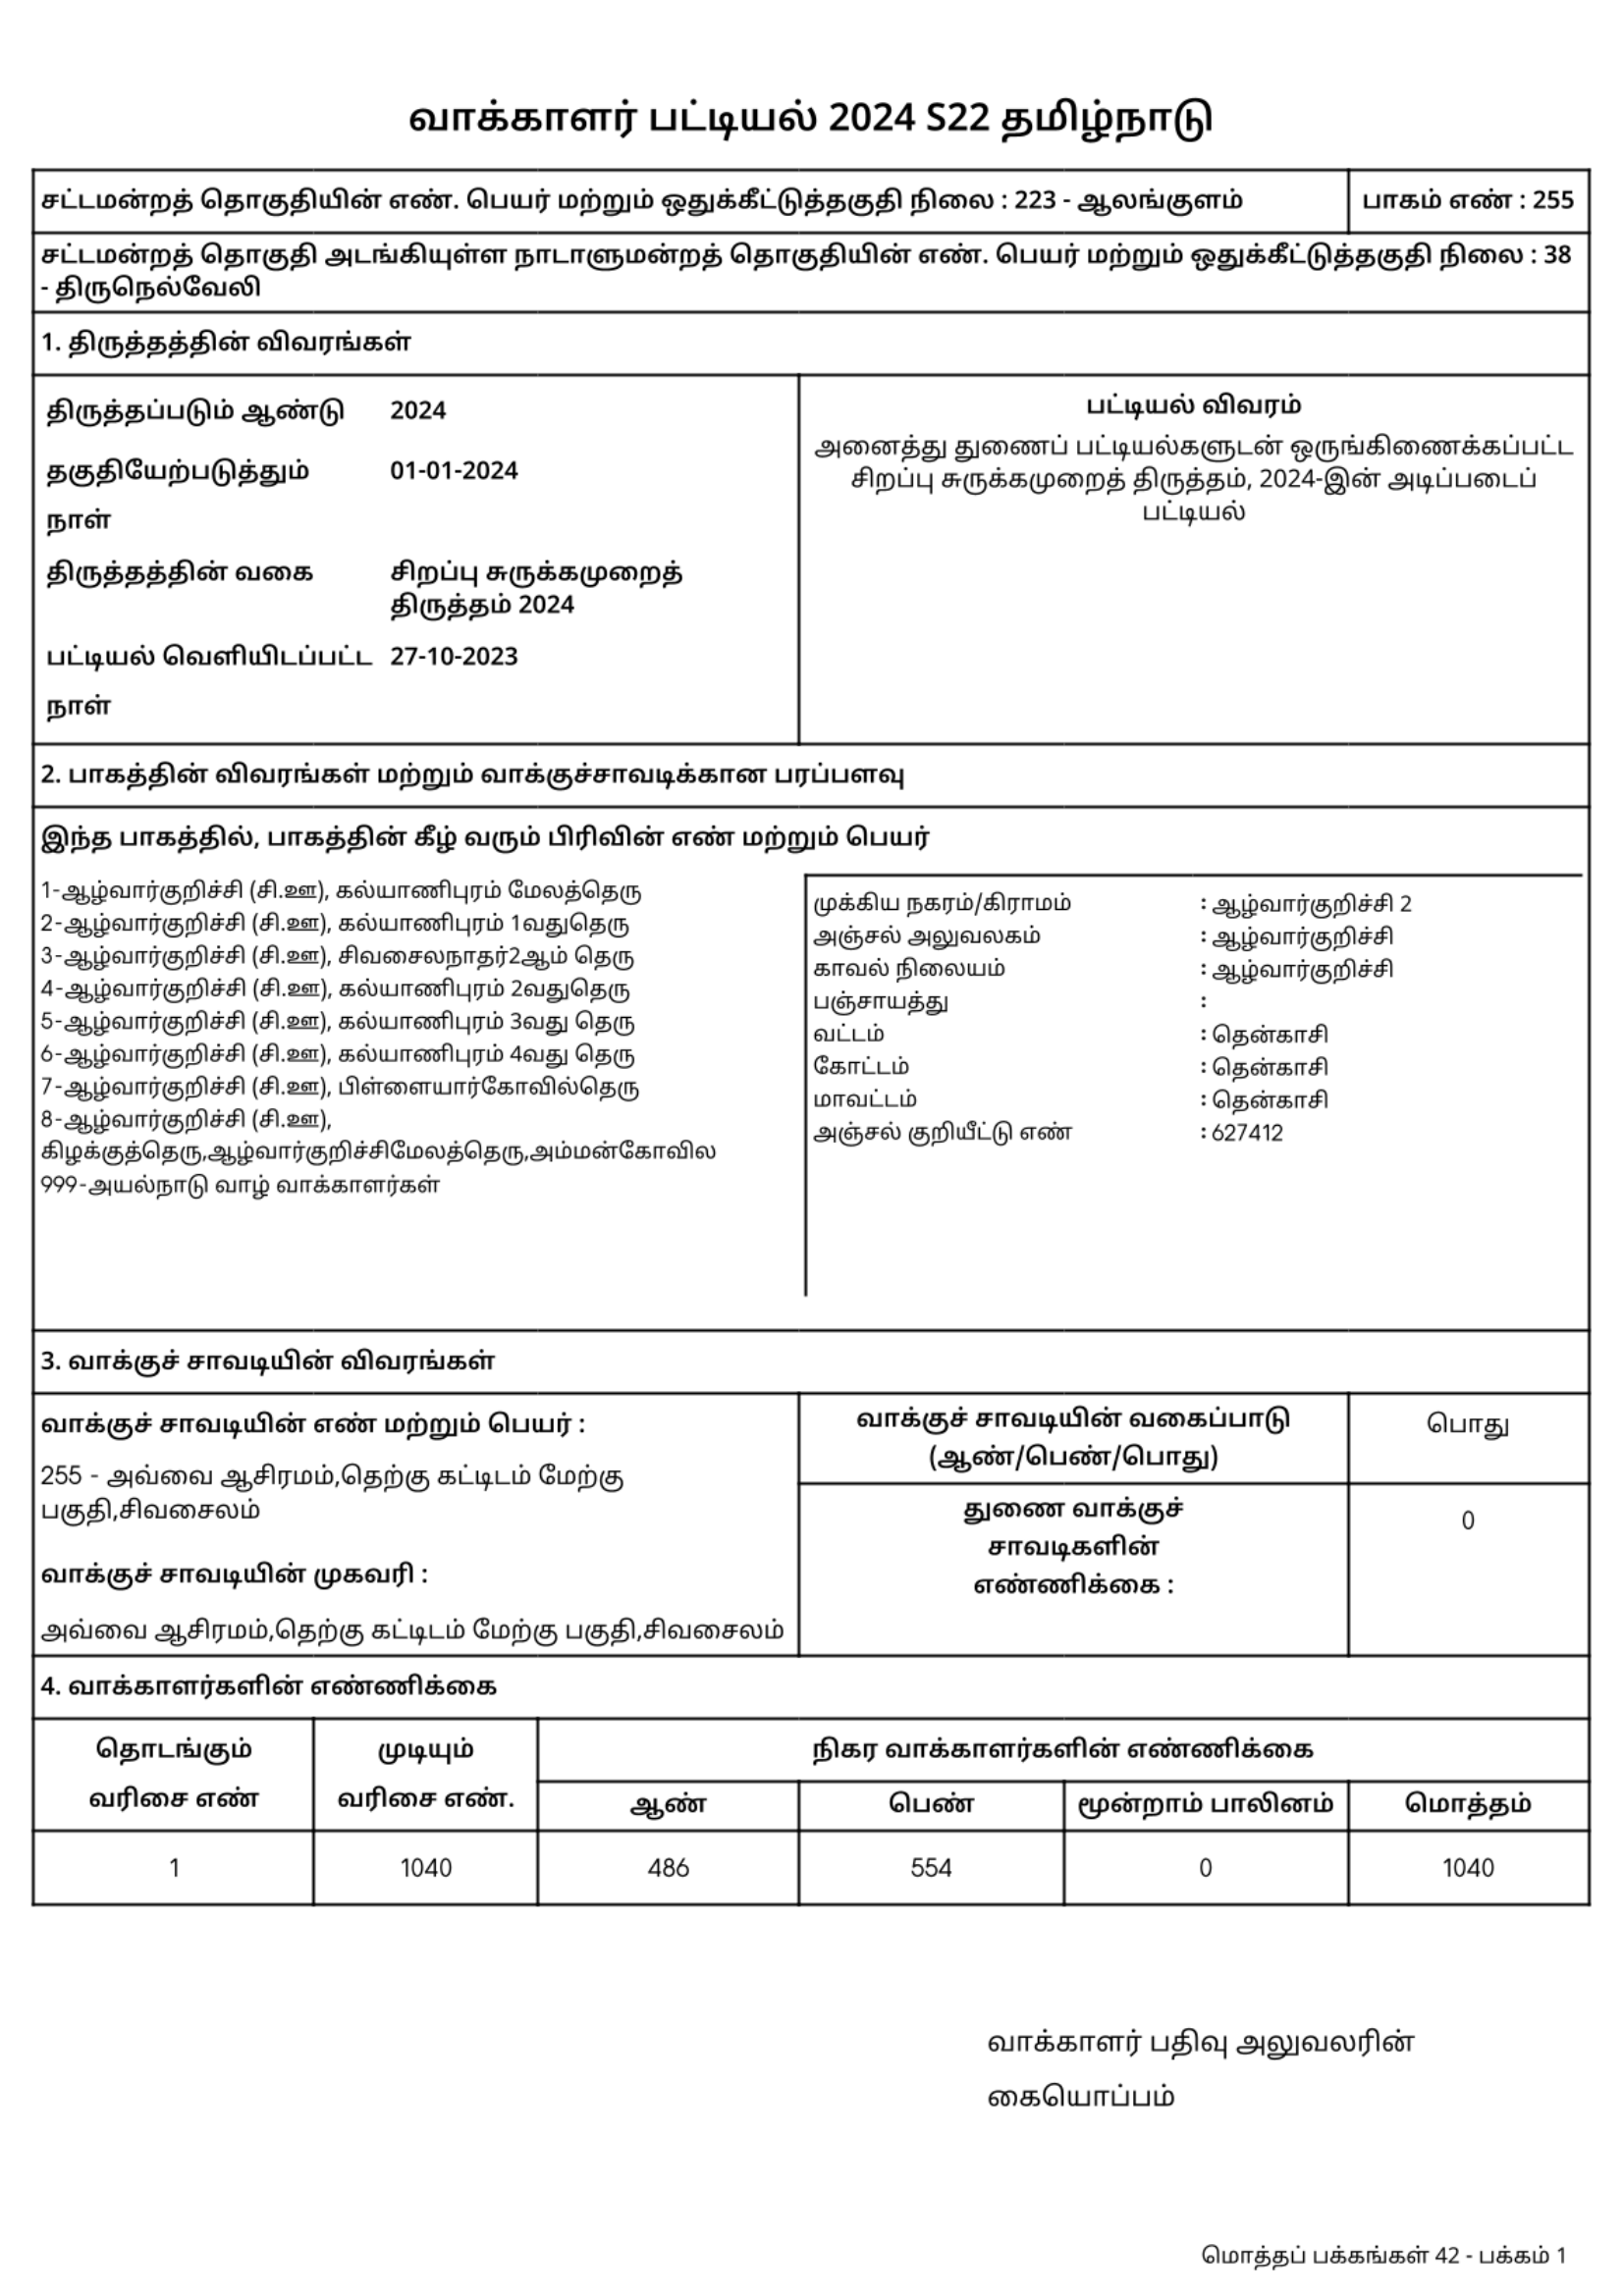 வாக்காளர் பட்டியல் 2024 S22 தமிழ்நாடு
சட்டமன்றத் தொகுதியின் எண். பெயர் மற்றும் ஒதுக்கீட்டுத்தகுதி நிலை : 223 - ஆலங்குளம்
பாகம் எண் : 255
சட்டமன்றத் தொகுதி அடங்கியுள்ள நாடாளுமன்றத் தொகுதியின் எண். பெயர் மற்றும் ஒதுக்கீட்டுத்தகுதி நிலை : 38
- திருநெல்வேலி
1. திருத்தத்தின் விவரங்கள்
திருத்தப்படும் ஆண்டு 2024
தகுதியேற்படுத்தும் 01-01-2024
நாள்
திருத்தத்தின் வகை சிறப்பு சுருக்கமுறைத்
திருத்தம் 2024
பட்டியல் வெளியிடப்பட்ட 27-10-2023
நாள்
பட்டியல் விவரம்
அனைத்து துணைப் பட்டியல்களுடன் ஒருங்கிணைக்கப்பட்ட
சிறப்பு சுருக்கமுறைத் திருத்தம், 2024-இன் அடிப்படைப்
பட்டியல்
2. பாகத்தின் விவரங்கள் மற்றும் வாக்குச்சாவடிக்கான பரப்பளவு
இந்த பாகத்தில், பாகத்தின் கீழ் வரும் பிரிவின் எண் மற்றும் பெயர்
1-ஆழ்வார்குறிச்சி (சி.ஊ), கல்யாணிபுரம் மேலத்தெரு
2-ஆழ்வார்குறிச்சி (சி.ஊ), கல்யாணிபுரம் 1வதுதெரு
3-ஆழ்வார்குறிச்சி (சி.ஊ), சிவசைலநாதர்2ஆம் தெரு
4-ஆழ்வார்குறிச்சி (சி.ஊ), கல்யாணிபுரம் 2வதுதெரு
5-ஆழ்வார்குறிச்சி (சி.ஊ), கல்யாணிபுரம் 3வது தெரு
6-ஆழ்வார்குறிச்சி (சி.ஊ), கல்யாணிபுரம் 4வது தெரு
7-ஆழ்வார்குறிச்சி (சி.ஊ), பிள்ளையார்கோவில்தெரு
8-ஆழ்வார்குறிச்சி (சி.ஊ),
கிழக்குத்தெரு,ஆழ்வார்குறிச்சிமேலத்தெரு,அம்மன்கோவில
999-அயல்நாடு வாழ் வாக்காளர்கள்
முக்கிய நகரம்/கிராமம் : ஆழ்வார்குறிச்சி 2
அஞ்சல் அலுவலகம் : ஆழ்வார்குறிச்சி
காவல் நிலையம் : ஆழ்வார்குறிச்சி
பஞ்சாயத்து :
வட்டம் : தென்காசி
கோட்டம் : தென்காசி
மாவட்டம் : தென்காசி
அஞ்சல் குறியீட்டு எண் : 627412
3. வாக்குச் சாவடியின் விவரங்கள்
வாக்குச் சாவடியின் எண் மற்றும் பெயர் :
255 - அவ்வை ஆசிரமம்,தெற்கு கட்டிடம் மேற்கு
பகுதி,சிவசைலம்
வாக்குச் சாவடியின் முகவரி :
அவ்வை ஆசிரமம்,தெற்கு கட்டிடம் மேற்கு பகுதி,சிவசைலம்
வாக்குச் சாவடியின் வகைப்பாடு
(ஆண்/பெண்/பொது)
பொது
துணை வாக்குச்
சாவடிகளின்
எண்ணிக்கை :
0
4. வாக்காளர்களின் எண்ணிக்கை
தொடங்கும்
வரிசை எண்
முடியும்
வரிசை எண்.
நிகர வாக்காளர்களின் எண்ணிக்கை
ஆண் பெண் மூன்றாம் பாலினம் மொத்தம்
1 1040 486 554 0 1040
வாக்காளர் பதிவு அலுவலரின்
கையொப்பம்
மொத்தப் பக்கங்கள் 42 - பக்கம் 1